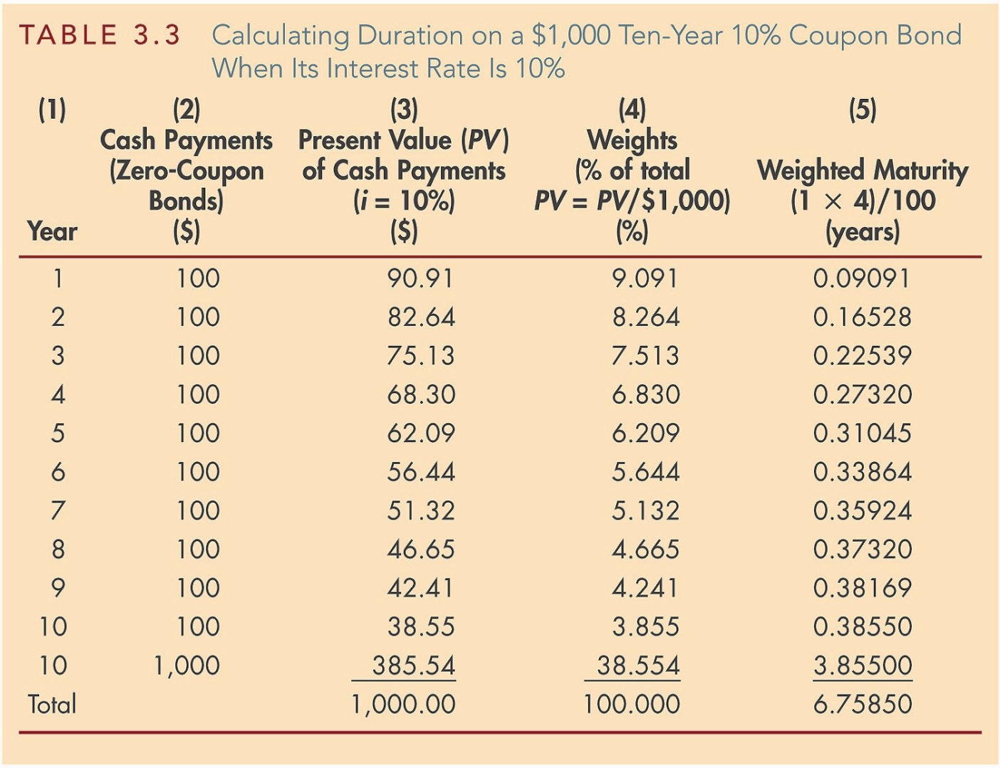 TABLE 3.3 Calculating Duration on a $1,000 Ten-Year 10% Coupon Bond
When Its Interest Rate Is 10%
(1) (2) (3) (4) (5)
Cash Payments Present Value (PV) Weights
(Zero-Coupon of Cash Payments (% of total Weighted Maturity
Bonds) (i = 10%) PV = PV/$1,000) (1 × 4)/100
Year ($) ($) (%) (years)
1 100 90.91 9.091 0.09091
2 100 82.64 8.264 0.16528
3 100 75.13 7.513 0.22539
4 100 68.30 6.830 0.27320
5 100 62.09 6.209 0.31045
6 100 56.44 5.644 0.33864
7 100 51.32 5.132 0.35924
8 100 46.65 4.665 0.37320
9 100 42.41 4.241 0.38169
10 100 38.55 3.855 0.38550
10 1,000 385.54 38.554 3.85500
Total 1,000.00 100.000 6.75850